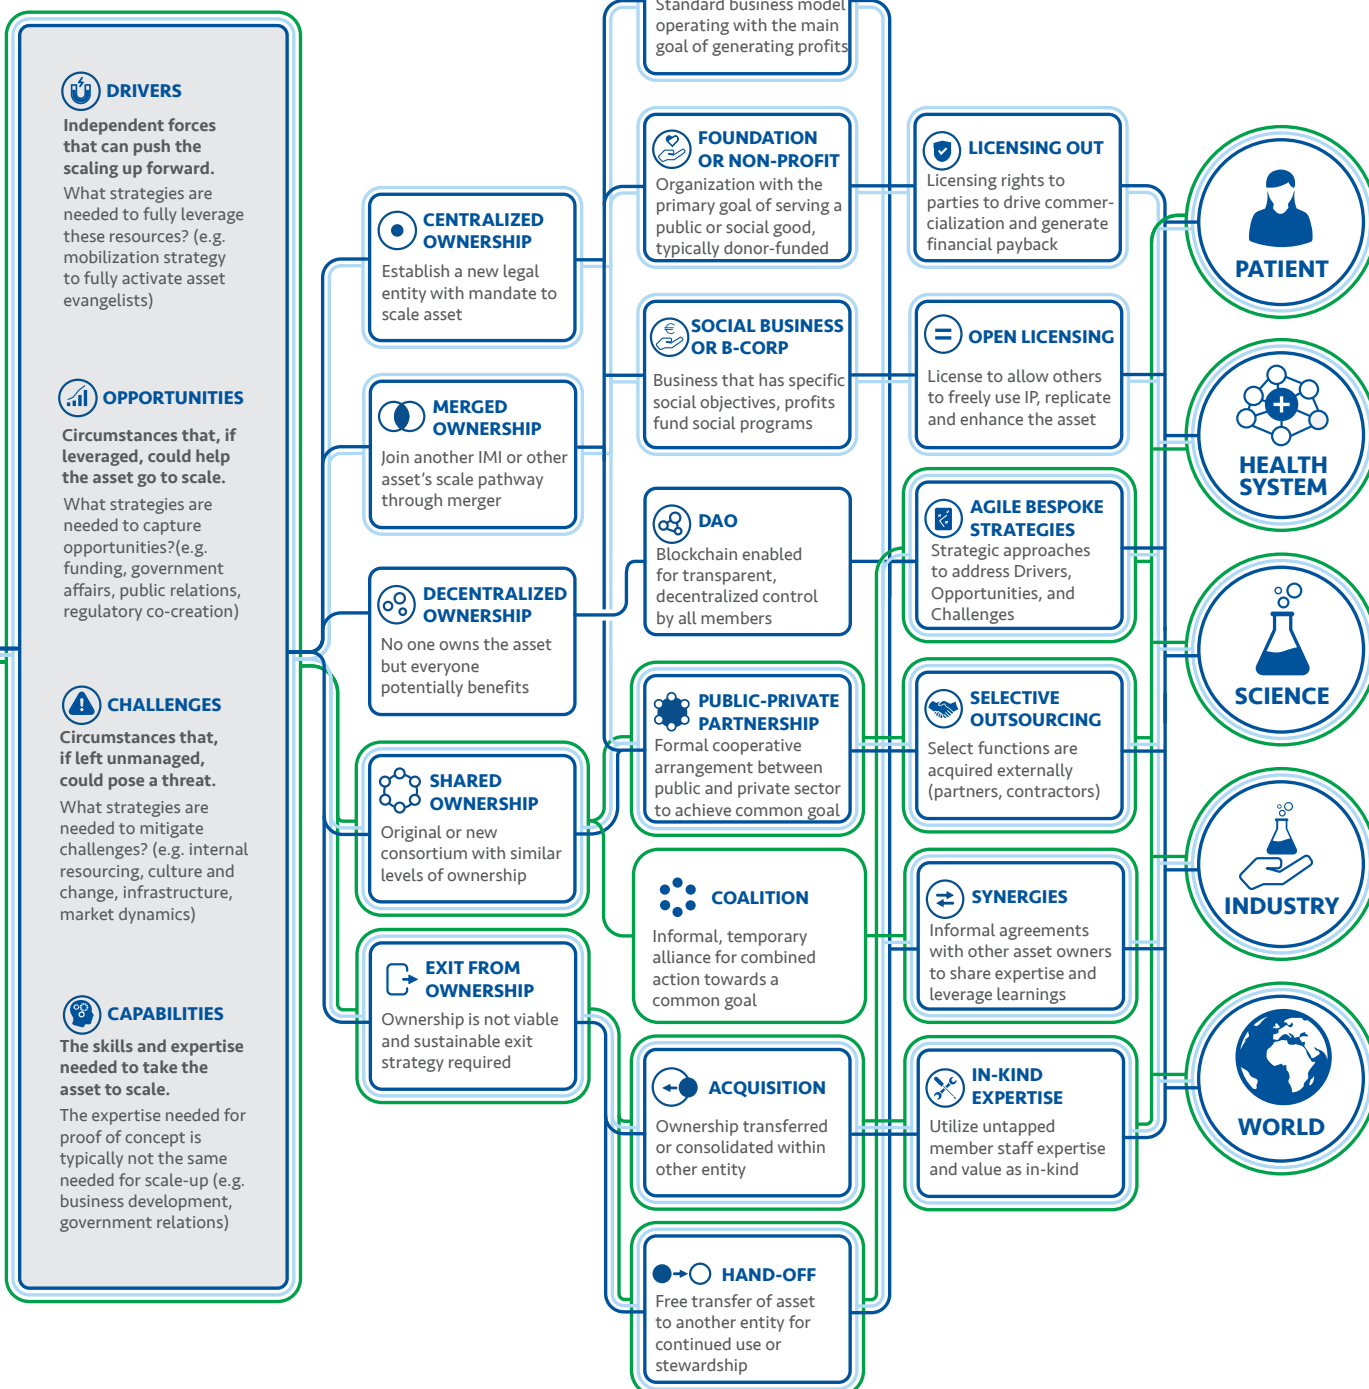 DRIVERS
Independent forces
that can push the
scaling up forward.
What strategies are
needed to fully leverage
these resources? (e.g.
mobilization strategy
to fully activate asset
evangelists)
OPPORTUNITIES
Circumstances that, if
leveraged, could help
the asset go to scale.
What strategies are
needed to capture
opportunities?(e.g.
funding, government
affairs, public relations,
regulatory co-creation)
CHALLENGES
Circumstances that,
if left unmanaged,
could pose a threat.
What strategies are
needed to mitigate
challenges? (e.g. internal
resourcing, culture and
change, infrastructure,
market dynamics)
CAPABILITIES
The skills and expertise
needed to take the
asset to scale.
The expertise needed for
proof of concept is
typically not the same
needed for scale-up (e.g.
business development,
government relations)
CENTRALIZED
OWNERSHIP
Establish a new legal
entity with mandate to
scale asset
MERGED
OWNERSHIP
Join another IMI or other
asset's scale pathway
through merger
DECENTRALIZED
OWNERSHIP
No one owns the asset
but everyone
potentially benefits
SHARED
OWNERSHIP
Original or new
consortium with similar
levels of ownership
EXIT FROM
OWNERSHIP
Ownership is not viable
and sustainable exit
strategy required
Standard business model
operating with the main
goal of generating profits
FOUNDATION
OR NON-PROFIT
Organization with the
primary goal of serving a
public or social good,
typically donor-funded
SOCIAL BUSINESS
OR B-CORP
Business that has specific
social objectives, profits
fund social programs
DAO
Blockchain enabled
for transparent,
decentralized control
by all members
PUBLIC-PRIVATE
PARTNERSHIP
Formal cooperative
arrangement between
public and private sector
to achieve common goal
COALITION
Informal, temporary
alliance for combined
action towards a
common goal
ACQUISITION
Ownership transferred
or consolidated within
other entity
HAND-OFF
Free transfer of asset
to another entity for
continued use or
stewardship
LICENSING OUT
Licensing rights to
parties to drive commer-
cialization and generate
financial payback
OPEN LICENSING
License to allow others
to freely use IP, replicate
and enhance the asset
AGILE BESPOKE
STRATEGIES
Strategic approaches
to address Drivers,
Opportunities, and
Challenges
SELECTIVE
OUTSOURCING
Select functions are
acquired externally
(partners, contractors)
SYNERGIES
Informal agreements
with other asset owners
to share expertise and
leverage learnings
IN-KIND
EXPERTISE
Utilize untapped
member staff expertise
and value as in-kind
PATIENT
HEALTH
SYSTEM
SCIENCE
INDUSTRY
WORLD